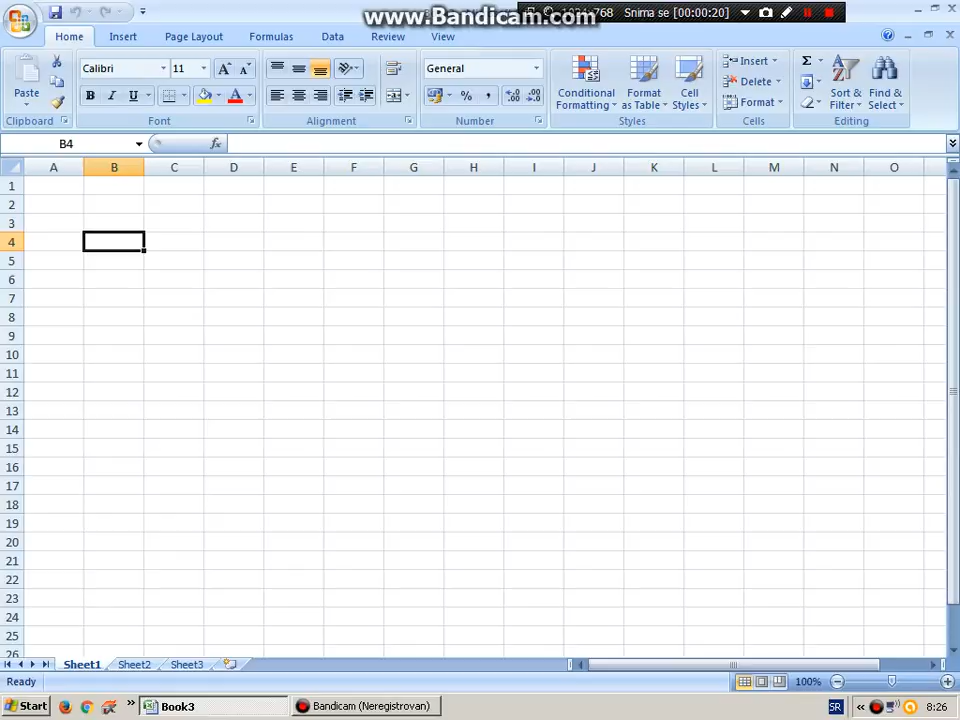 www.Bandicam.com
1024x768 Snima se [00:00:20]
Home Insert Page Layout Formulas Data Review View
Calibri 11 General
Paste
B I U A % , Σ
Conditional Formatting
Format as Table
Cell Styles
Insert
Delete
Format
Sort & Filter
Find & Select
Clipboard Font Alignment Number Styles Cells Editing
B4 fx
A B C D E F G H I J K L M N O
1
2
3
4
5
6
7
8
9
10
11
12
13
14
15
16
17
18
19
20
21
22
23
24
25
26
Sheet1 Sheet2 Sheet3
Ready 100%
Start Book3 Bandicam (Neregistrovan) SR 8:26